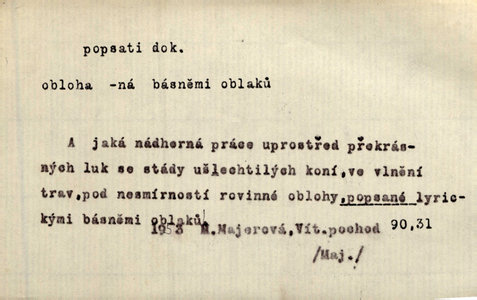 popsati dok.
obloha -ná básněmi oblaků
A jaká nádherná práce uprostřed překrás-
ných luk se stády ušlechtilých koní,ve vlnění
trav,pod nesmírností rovinné oblohy,popsané lyric-
kými básněmi oblaků
1953 M.Majerová,Vít.pochod 90,31
/Maj./